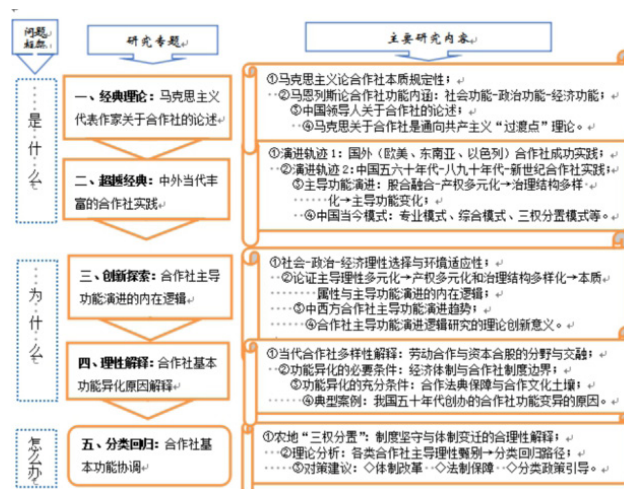 问题
框架
研究专题
主要研究内容
是什么
一、经典理论：马克思主义
代表作家关于合作社的论述
①马克思主义论合作社本质规定性；
②马恩列斯论合作社功能内涵：社会功能-政治功能-经济功能；
③中国领导人关于合作社的论述；
④马克思关于合作社是通向共产主义“过渡点”理论。
二、超越经典：中外当代
丰富的合作社实践
①演进轨迹1：国外（欧美、东南亚、以色列）合作社成功实践；
②演进轨迹2：中国五六十年代-八九十年代-新世纪合作社实践；
③主导功能演进：股合融合→产权多元化→治理结构多样
化→主导功能变化；
④中国当今模式：专业模式、综合模式、三权分置模式等。
为什么
三、创新探索：合作社主导
功能演进的内在逻辑
①社会-政治-经济理性选择与环境适应性；
②论证主导理性多元化→产权多元化和治理结构多样化→本质
属性与主导功能演进的内在逻辑；
③中西方合作社主导功能演进趋势；
④合作社主导功能演进逻辑研究的理论创新意义。
四、理性解释：合作社基本
功能异化原因解释
①当代合作社多样性解释：劳动合作与资本合股的分野与交融；
②功能异化的必要条件：经济体制与合作社制度边界；
③功能异化的充分条件：合作法典保障与合作文化土壤；
④典型案例：我国五十年代创办的合作社功能变异的原因。
怎么办
五、分类回归：合作社基
本功能协调
①农地“三权分置”：制度坚守与体制变迁的合理性解释；
②理论分析：各类合作社主导理性甄别→分类回归路径；
③对策建议：◇体制改革 ◇法制保障 ◇分类政策引导。